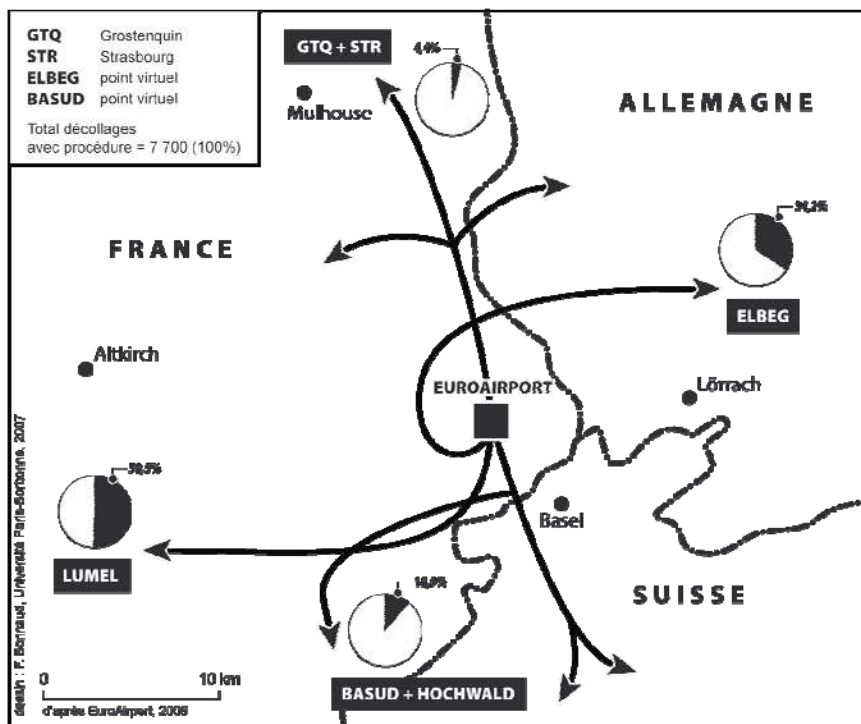 GTQ Grostenquin
STR Strasbourg
ELBEG point virtuel
BASUD point virtuel
Total décollages
avec procédure = 7 700 (100%)
GTQ + STR
4,4%
Mulhouse
ALLEMAGNE
FRANCE
ELBEG
Altkirch
EUROAIRPORT
Lörrach
Basel
LUMEL
SUISSE
BASUD + HOCHWALD
0 10 km
d'après EuroAirport, 2006
dessin : F. Bonnaud, Université Paris-Sorbonne, 2007